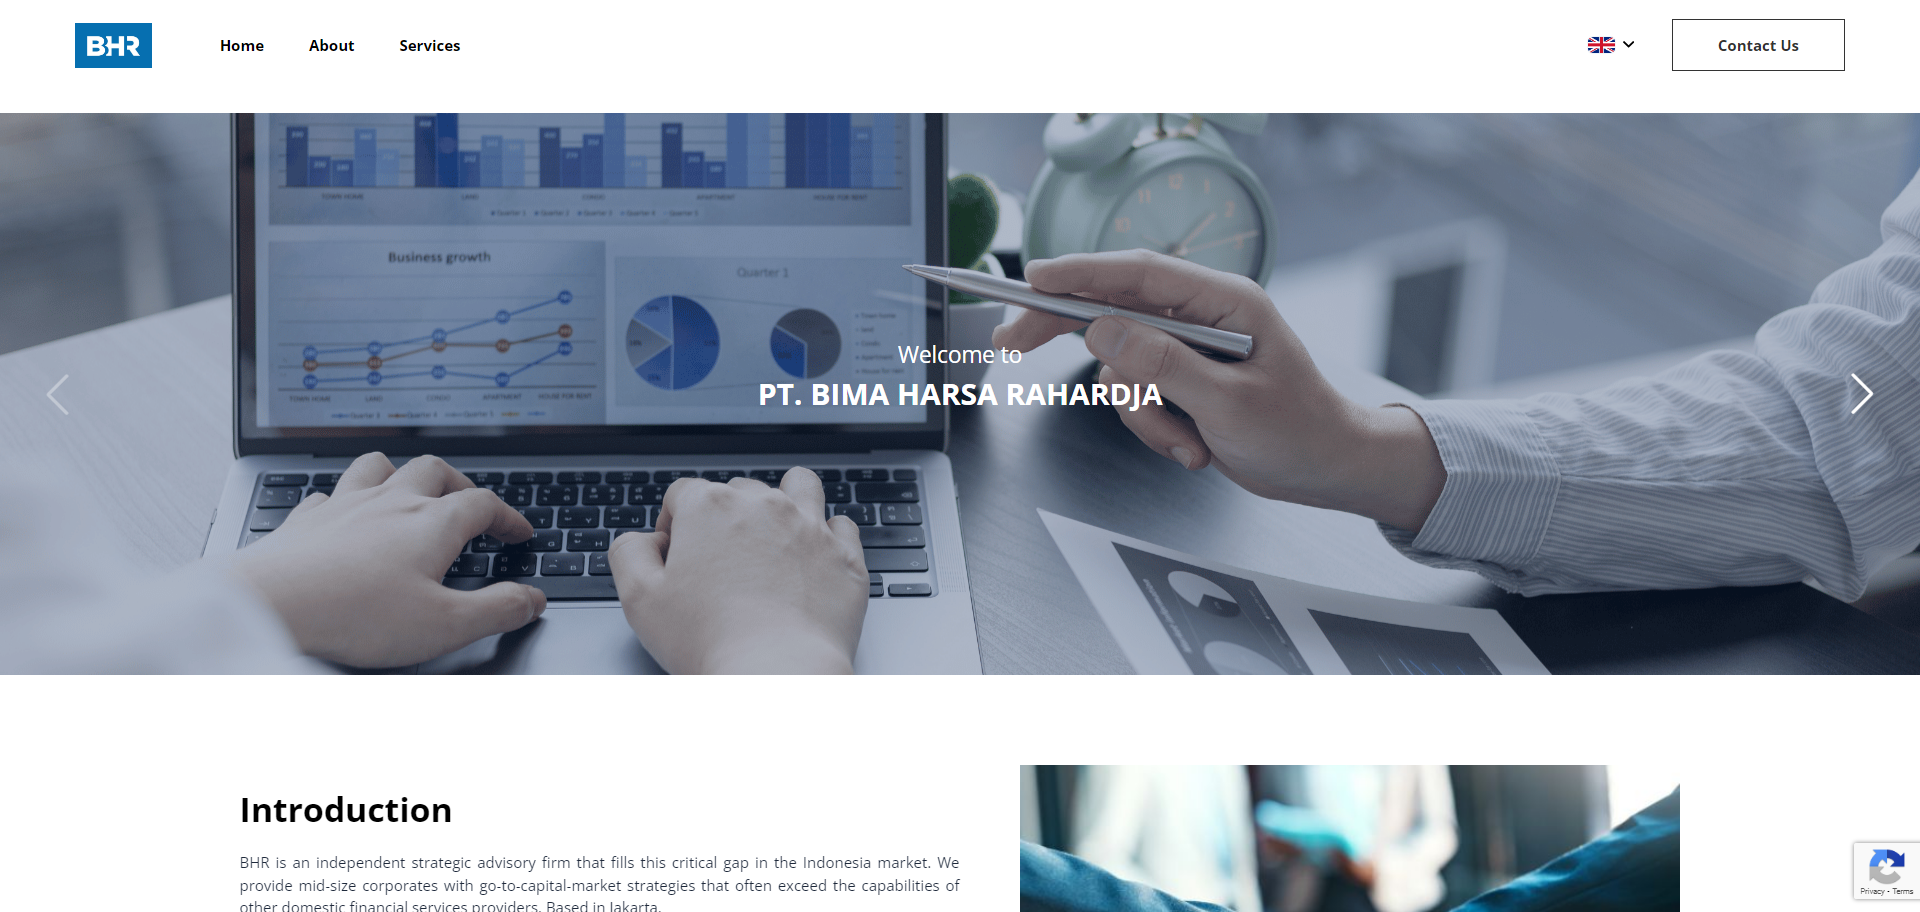 BHR
Home
About
Services
Contact Us
Business growth
Quarter 1
Welcome to
PT. BIMA HARSA RAHARDJA
Introduction
BHR is an independent strategic advisory firm that fills this critical gap in the Indonesia market. We
provide mid-size corporates with go-to-capital-market strategies that often exceed the capabilities of
other domestic financial services providers. Based in Jakarta,
Privacy - Terms